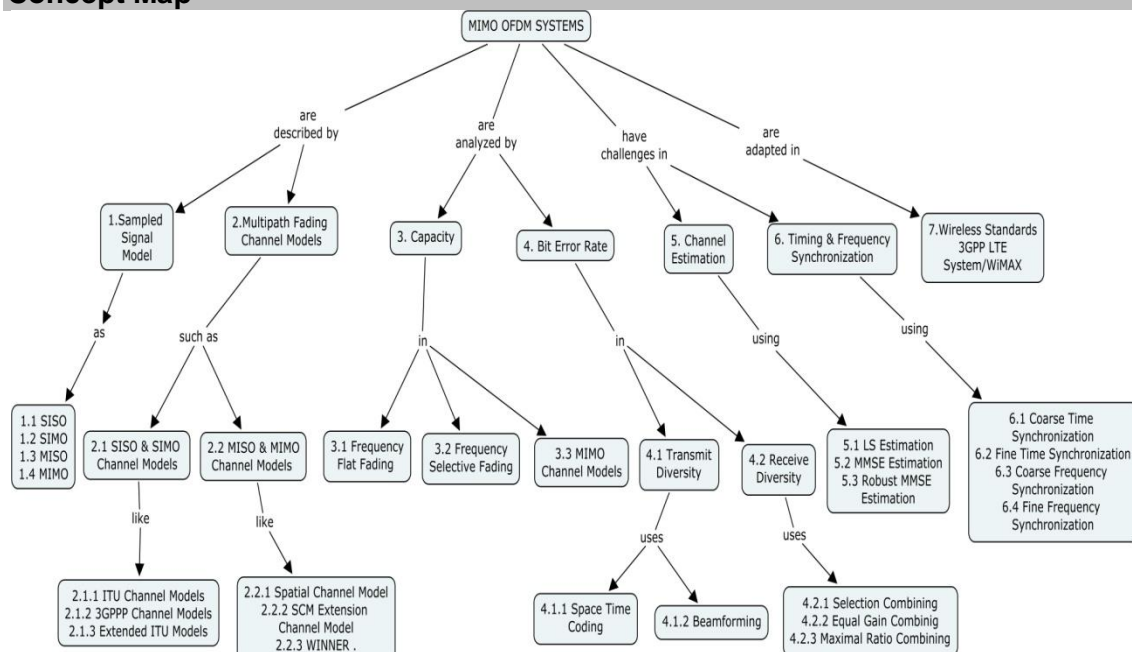 Concept Map
MIMO OFDM SYSTEMS
are
described by
are
analyzed by
have
challenges in
are
adapted in
1.Sampled
Signal
Model
2.Multipath Fading
Channel Models
3. Capacity
4. Bit Error Rate
5. Channel
Estimation
6. Timing & Frequency
Synchronization
7.Wireless Standards
3GPP LTE
System/WiMAX
as
such as
in
in
using
using
1.1 SISO
1.2 SIMO
1.3 MISO
1.4 MIMO
2.1 SISO & SIMO
Channel Models
2.2 MISO & MIMO
Channel Models
3.1 Frequency
Flat Fading
3.2 Frequency
Selective Fading
3.3 MIMO
Channel Models
4.1 Transmit
Diversity
4.2 Receive
Diversity
5.1 LS Estimation
5.2 MMSE Estimation
5.3 Robust MMSE
Estimation
6.1 Coarse Time
Synchronization
6.2 Fine Time Synchronization
6.3 Coarse Frequency
Synchronization
6.4 Fine Frequency
Synchronization
like
like
uses
uses
2.1.1 ITU Channel Models
2.1.2 3GPPP Channel Models
2.1.3 Extended ITU Models
2.2.1 Spatial Channel Model
2.2.2 SCM Extension
Channel Model
2.2.3 WINNER .
4.1.1 Space Time
Coding
4.1.2 Beamforming
4.2.1 Selection Combining
4.2.2 Equal Gain Combinig
4.2.3 Maximal Ratio Combining